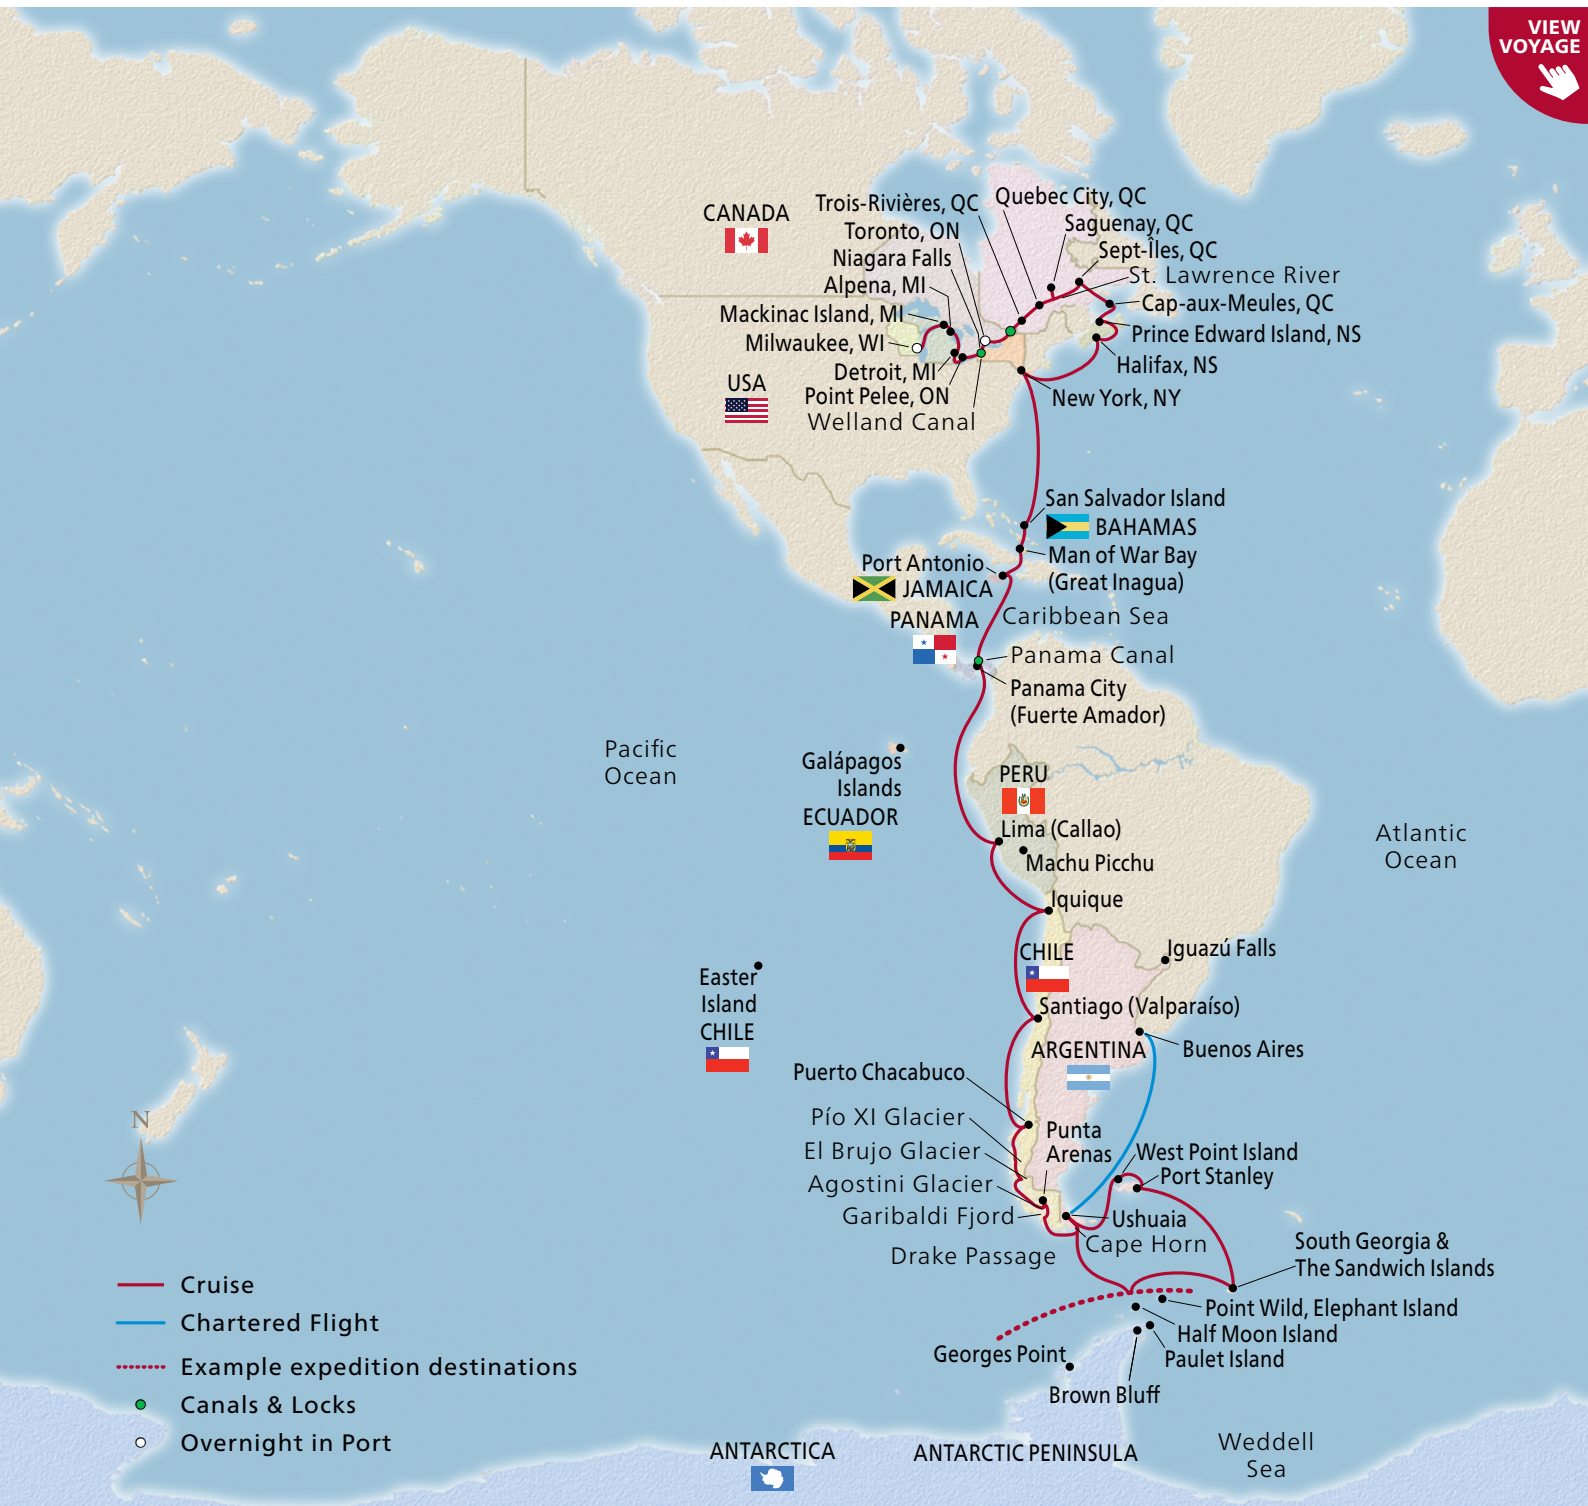 VIEW
VOYAGE
CANADA
Trois-Rivières, QC
Quebec City, QC
Toronto, ON
Saguenay, QC
Niagara Falls
Sept-Îles, QC
Alpena, MI
St. Lawrence River
Mackinac Island, MI
Cap-aux-Meules, QC
Milwaukee, WI
Prince Edward Island, NS
Detroit, MI
Halifax, NS
USA
Point Pelee, ON
New York, NY
Welland Canal
San Salvador Island
BAHAMAS
Man of War Bay
(Great Inagua)
Port Antonio
JAMAICA
PANAMA
Caribbean Sea
Panama Canal
Panama City
(Fuerte Amador)
Pacific
Ocean
Galápagos
Islands
ECUADOR
PERU
Lima (Callao)
Machu Picchu
Atlantic
Ocean
Iquique
CHILE
Iguazú Falls
Easter
Island
CHILE
Santiago (Valparaíso)
ARGENTINA
Buenos Aires
Puerto Chacabuco
Pío XI Glacier
Punta
Arenas
El Brujo Glacier
West Point Island
Port Stanley
Agostini Glacier
Garibaldi Fjord
Ushuaia
Cape Horn
Drake Passage
South Georgia &
The Sandwich Islands
Point Wild, Elephant Island
Half Moon Island
Paulet Island
Georges Point
Brown Bluff
N
Cruise
Chartered Flight
Example expedition destinations
Canals & Locks
Overnight in Port
ANTARCTICA
ANTARCTIC PENINSULA
Weddell
Sea